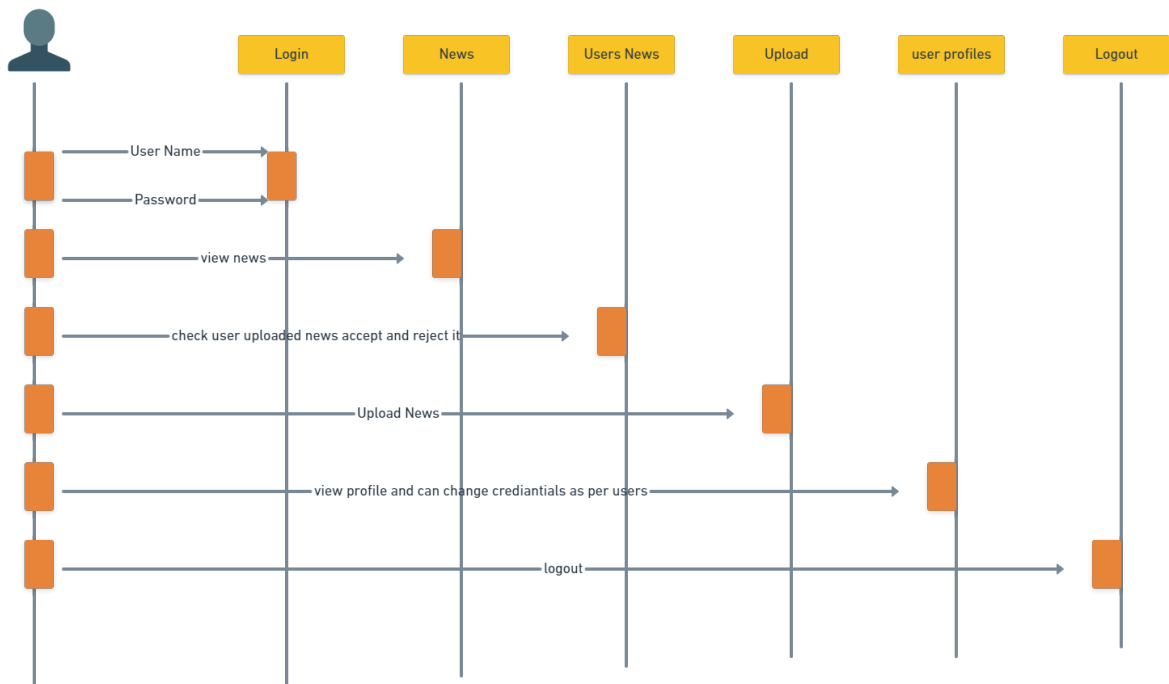 Login
News
Users News
Upload
user profiles
Logout
User Name
Password
view news
check user uploaded news accept and reject it
Upload News
view profile and can change crediantials as per users
logout